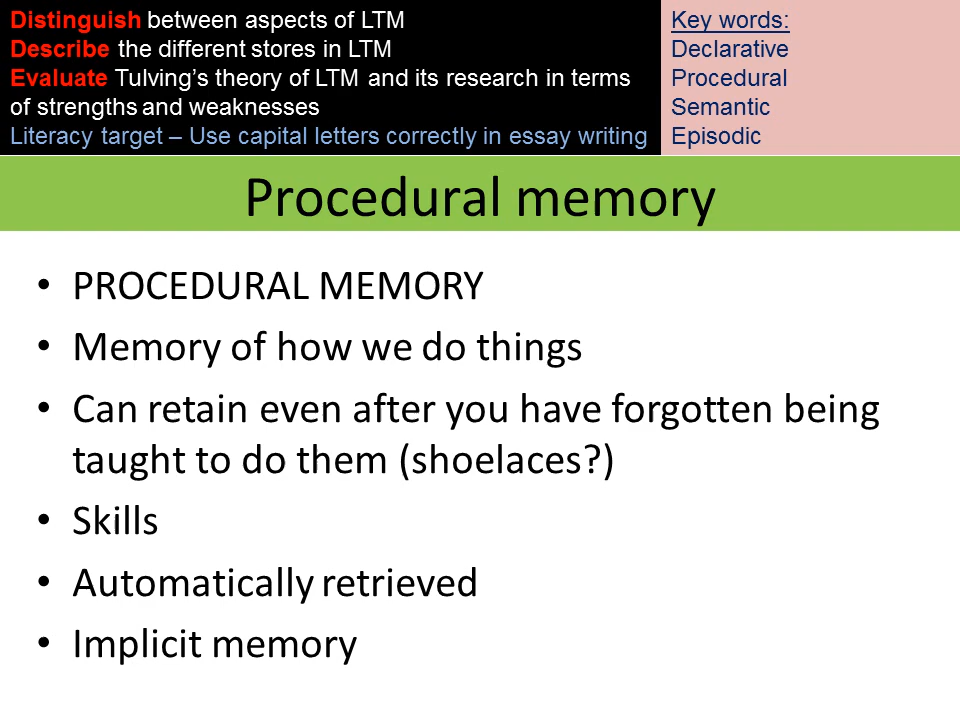 Distinguish between aspects of LTM
Describe the different stores in LTM
Evaluate Tulving’s theory of LTM and its research in terms
of strengths and weaknesses
Literacy target – Use capital letters correctly in essay writing
Key words:
Declarative
Procedural
Semantic
Episodic
Procedural memory
• PROCEDURAL MEMORY
• Memory of how we do things
• Can retain even after you have forgotten being
taught to do them (shoelaces?)
• Skills
• Automatically retrieved
• Implicit memory